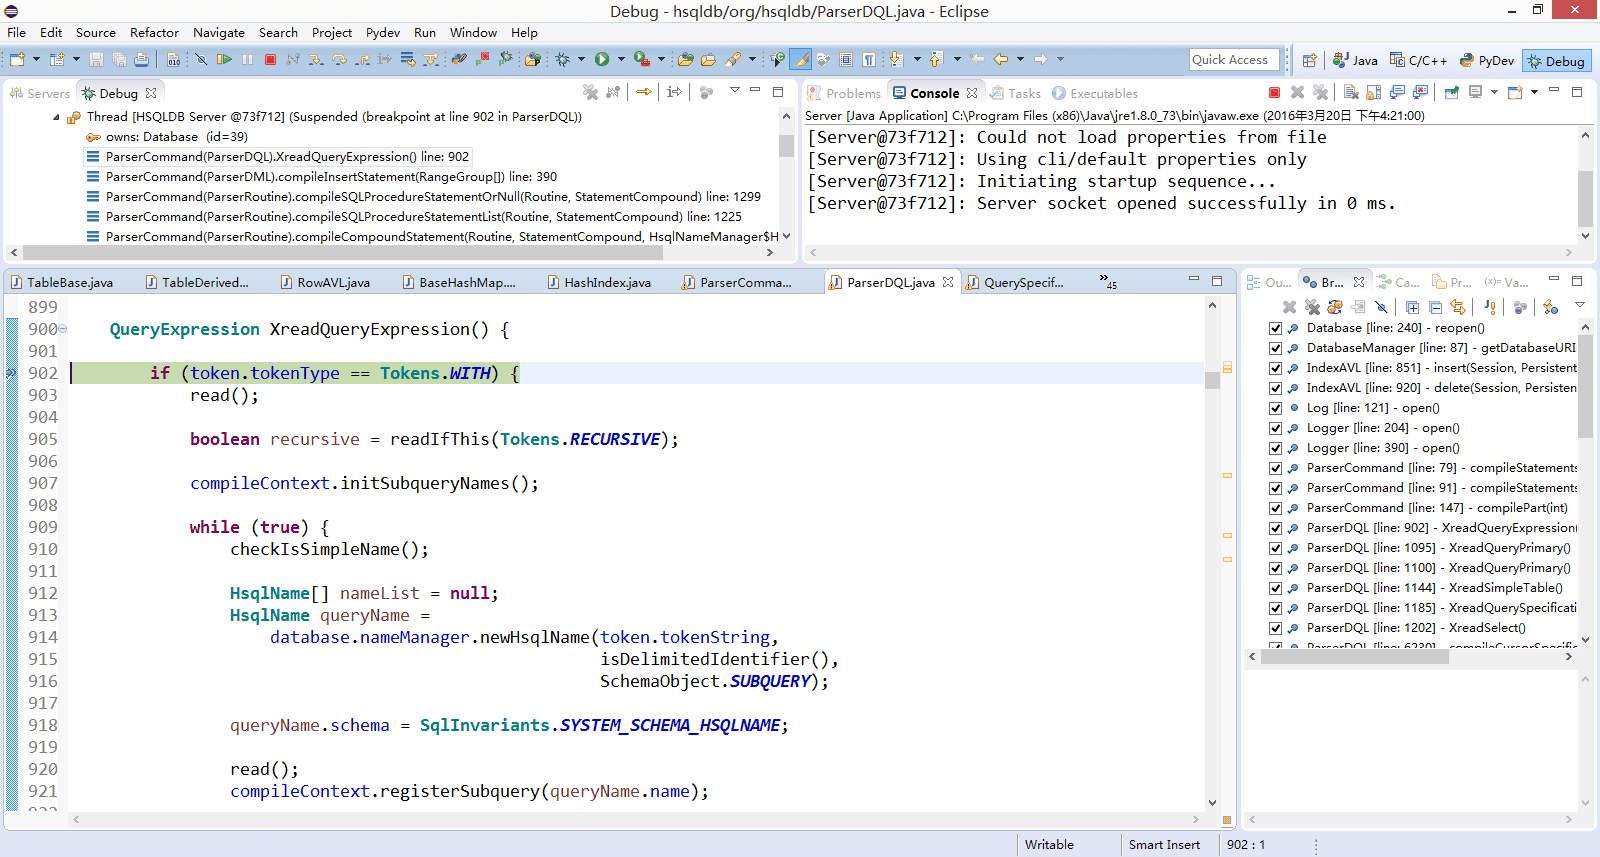 Debug - hsqldb/org/hsqldb/ParserDQL.java - Eclipse
File Edit Source Refactor Navigate Search Project Pydev Run Window Help
Quick Access Java C/C++ PyDev Debug
Servers Debug
Thread [HSQLDB Server @73f712] (Suspended (breakpoint at line 902 in ParserDQL))
owns: Database (id=39)
ParserCommand(ParserDQL).XreadQueryExpression() line: 902
ParserCommand(ParserDML).compileInsertStatement(RangeGroup[]) line: 390
ParserCommand(ParserRoutine).compileSQLProcedureStatementOrNull(Routine, StatementCompound) line: 1299
ParserCommand(ParserRoutine).compileSQLProcedureStatementList(Routine, StatementCompound) line: 1225
ParserCommand(ParserRoutine).compileCompoundStatement(Routine, StatementCompound, HsqlNameManager$H
Problems Console Tasks Executables
Server [Java Application] C:\Program Files (x86)\Java\jre1.8.0_73\bin\javaw.exe (2016年3月20日 下午4:21:00)
[Server@73f712]: Could not load properties from file
[Server@73f712]: Using cli/default properties only
[Server@73f712]: Initiating startup sequence...
[Server@73f712]: Server socket opened successfully in 0 ms.
TableBase.java TableDerived... RowAVL.java BaseHashMap.... HashIndex.java ParserComma... ParserDQL.java QuerySpecif... »45
899
900 QueryExpression XreadQueryExpression() {
901
902 if (token.tokenType == Tokens.WITH) {
903 read();
904
905 boolean recursive = readIfThis(Tokens.RECURSIVE);
906
907 compileContext.initSubqueryNames();
908
909 while (true) {
910 checkIsSimpleName();
911
912 HsqlName[] nameList = null;
913 HsqlName queryName =
914 database.nameManager.newHsqlName(token.tokenString,
915 isDelimitedIdentifier(),
916 SchemaObject.SUBQUERY);
917
918 queryName.schema = SqlInvariants.SYSTEM_SCHEMA_HSQLNAME;
919
920 read();
921 compileContext.registerSubquery(queryName.name);
Ou... Br... Ca... Pr... (x)= Va...
Database [line: 240] - reopen()
DatabaseManager [line: 87] - getDatabaseURI
IndexAVL [line: 851] - insert(Session, Persistent
IndexAVL [line: 920] - delete(Session, Persisten
Log [line: 121] - open()
Logger [line: 204] - open()
Logger [line: 390] - open()
ParserCommand [line: 79] - compileStatements
ParserCommand [line: 91] - compileStatements
ParserCommand [line: 147] - compilePart(int)
ParserDQL [line: 902] - XreadQueryExpression(
ParserDQL [line: 1095] - XreadQueryPrimary()
ParserDQL [line: 1100] - XreadQueryPrimary()
ParserDQL [line: 1144] - XreadSimpleTable()
ParserDQL [line: 1185] - XreadQuerySpecificati
ParserDQL [line: 1202] - XreadSelect()
Writable Smart Insert 902 : 1